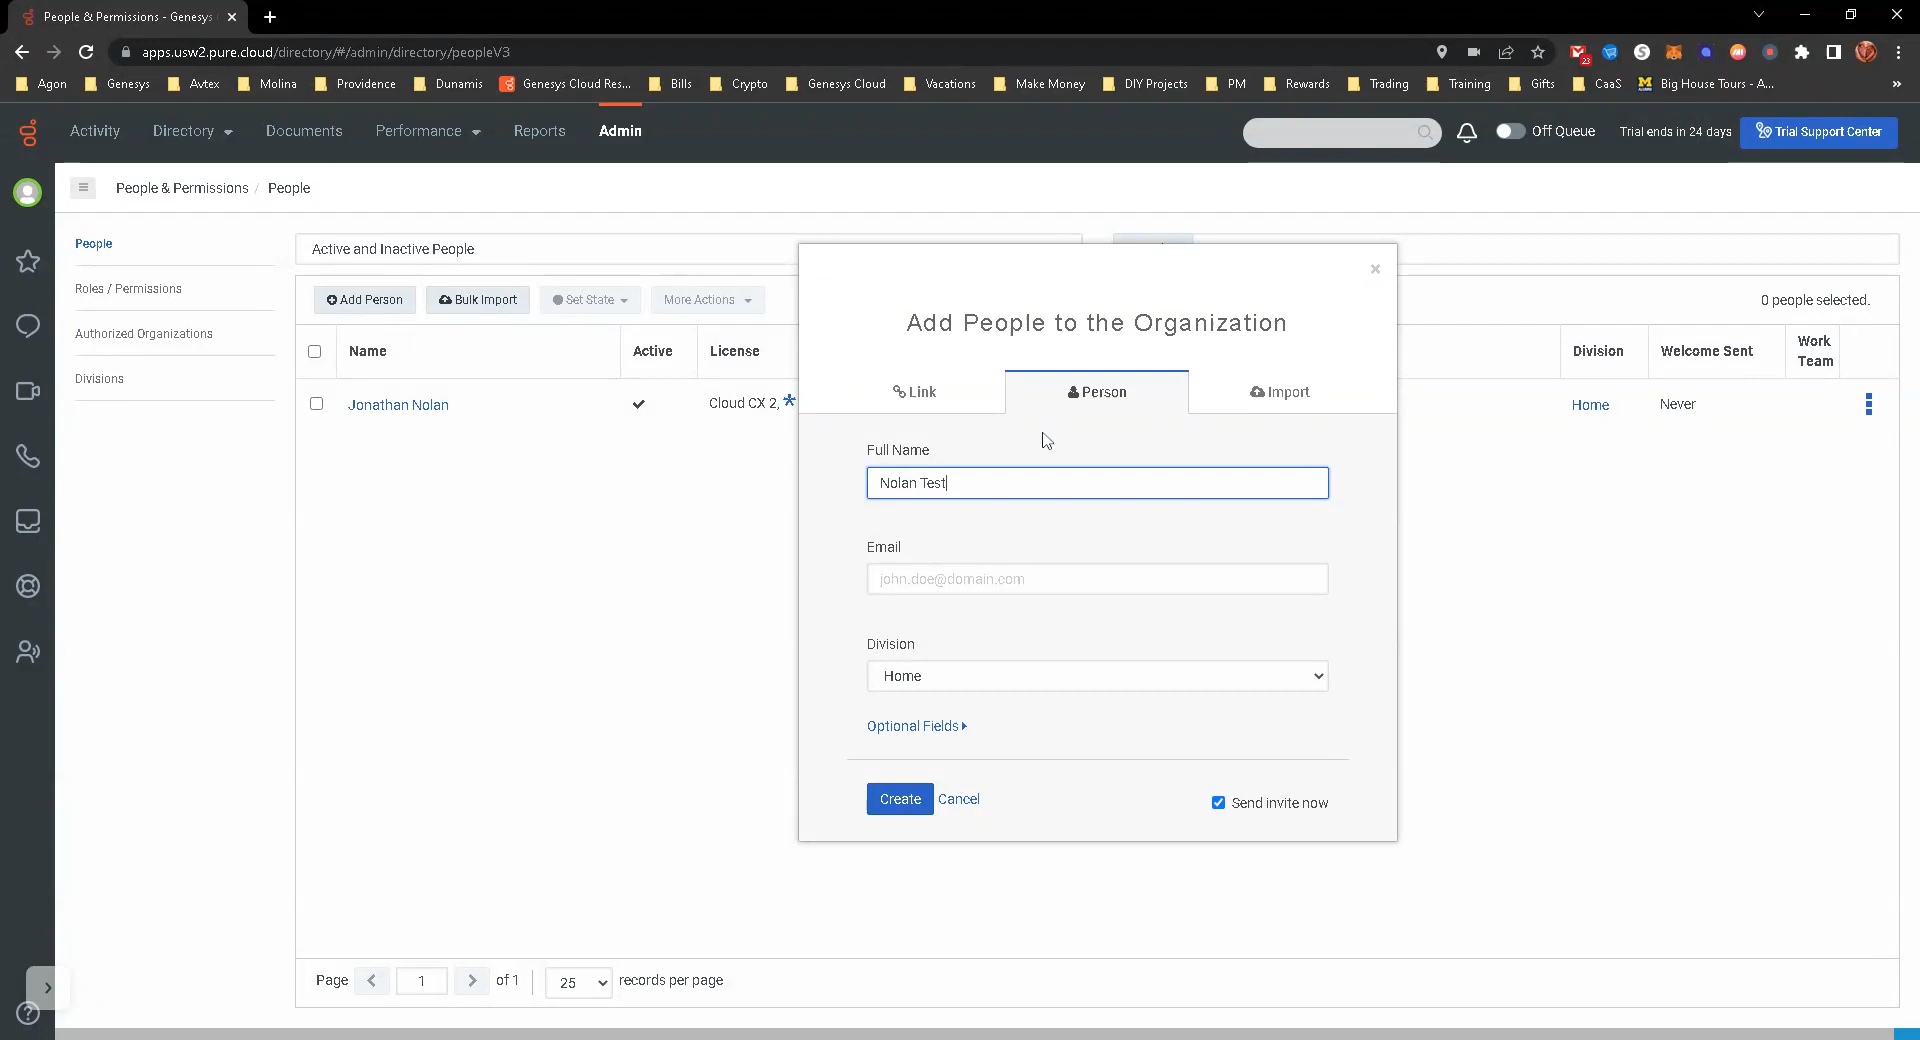 People & Permissions - Genesys
apps.usw2.pure.cloud/directory/#/admin/directory/peopleV3
23
Agon Genesys Avtex Molina Providence Dunamis Genesys Cloud Res... Bills Crypto Genesys Cloud Vacations Make Money DIY Projects PM Rewards Trading Training Gifts CaaS Big House Tours - A...
Activity Directory Documents Performance Reports Admin Off Queue Trial ends in 24 days Trial Support Center
People & Permissions / People
People
Roles / Permissions
Authorized Organizations
Divisions
Active and Inactive People
Add Person Bulk Import Set State More Actions 0 people selected.
Name Active License Division Welcome Sent Work Team
Jonathan Nolan Cloud CX 2, Home Never
Add People to the Organization
Link Person Import
Full Name
Nolan Test
Email
john.doe@domain.com
Division
Home
Optional Fields
Create Cancel Send invite now
Page 1 of 1 25 records per page